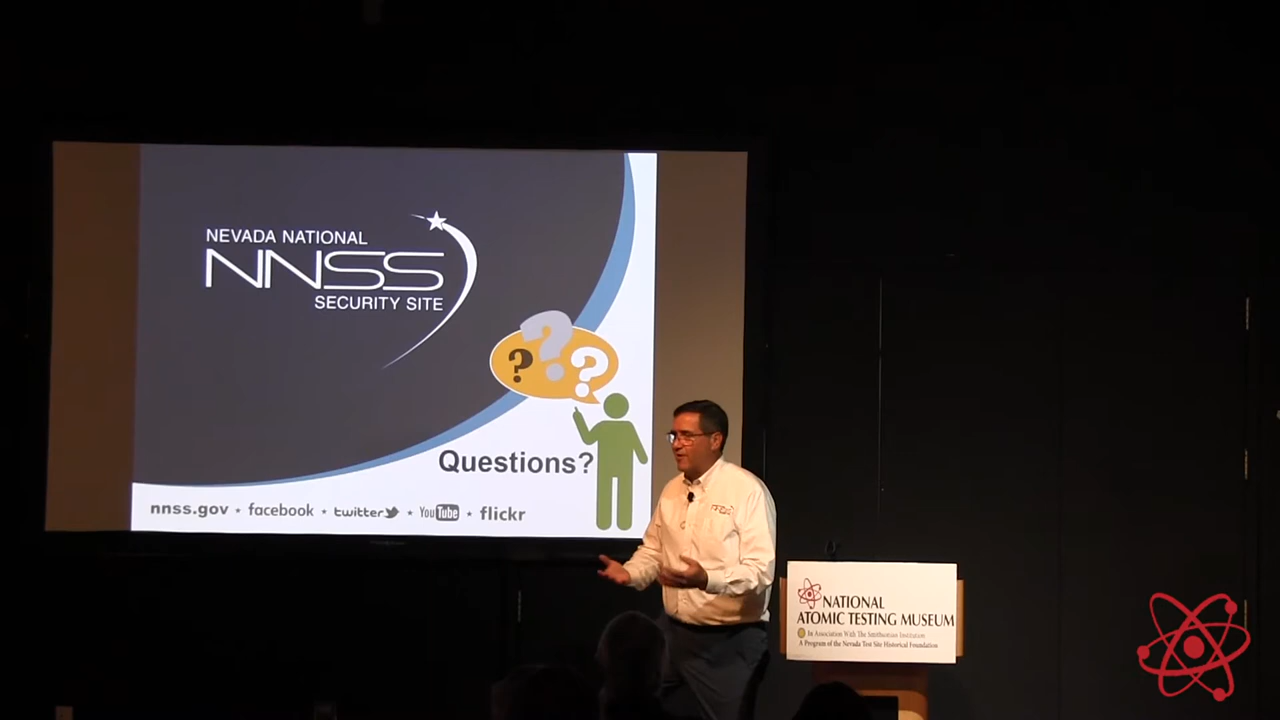 NEVADA NATIONAL
NNSS
SECURITY SITE
? ? ?
Questions?
nnss.gov • facebook • twitter • YouTube • flickr
NNSS
NATIONAL
ATOMIC TESTING MUSEUM
In Association With The Smithsonian Institution
A Program of the Nevada Test Site Historical Foundation